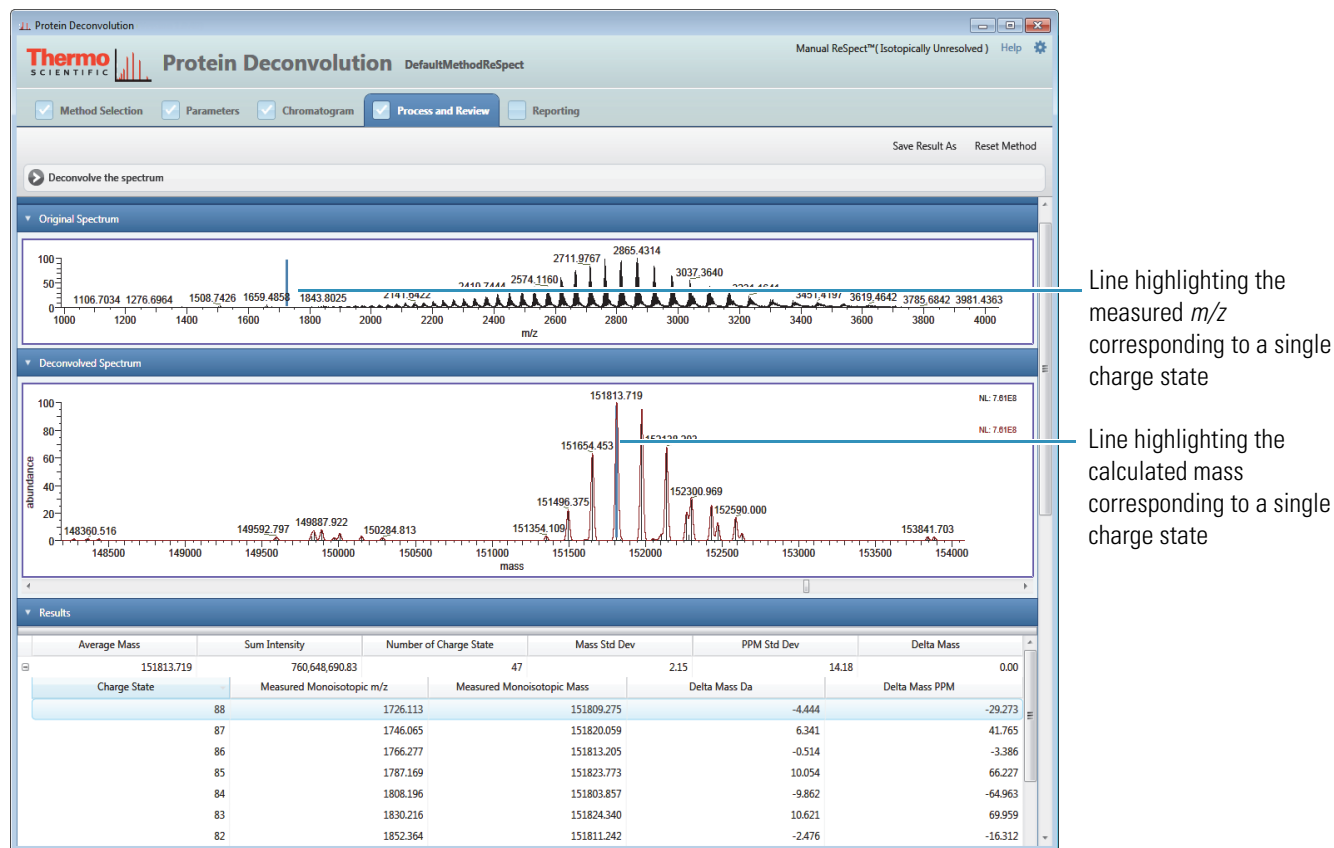 Protein Deconvolution
Thermo
SCIENTIFIC
Protein Deconvolution DefaultMethodReSpect
Manual ReSpect™( Isotopically Unresolved ) Help
Method Selection Parameters Chromatogram Process and Review Reporting
Save Result As Reset Method
Deconvolve the spectrum
Original Spectrum
2865.4314
2711.9767
3037.3640
2574.1160
1106.7034 1276.6964 1508.7426 1659.4858 1843.8025 3619.4642 3785.6842 3981.4363
100
50
0
1000 1200 1400 1600 1800 2000 2200 2400 2600 2800 3000 3200 3400 3600 3800 4000
m/z
Deconvolved Spectrum
151813.719
NL: 7.61E8
NL: 7.61E8
151654.453
152300.969
151496.375
152590.000
148360.516 149592.797 149887.922 150284.813 151354.109 153841.703
100
80
60
40
20
0
abundance
148500 149000 149500 150000 150500 151000 151500 152000 152500 153000 153500 154000
mass
Results
Average Mass Sum Intensity Number of Charge State Mass Std Dev PPM Std Dev Delta Mass
151813.719 760,648,690.83 47 2.15 14.18 0.00
Charge State Measured Monoisotopic m/z Measured Monoisotopic Mass Delta Mass Da Delta Mass PPM
88 1726.113 151809.275 -4.444 -29.273
87 1746.065 151820.059 6.341 41.765
86 1766.277 151813.205 -0.514 -3.386
85 1787.169 151823.773 10.054 66.227
84 1808.196 151803.857 -9.862 -64.963
83 1830.216 151824.340 10.621 69.959
82 1852.364 151811.242 -2.476 -16.312
Line highlighting the
measured m/z
corresponding to a single
charge state
Line highlighting the
calculated mass
corresponding to a single
charge state